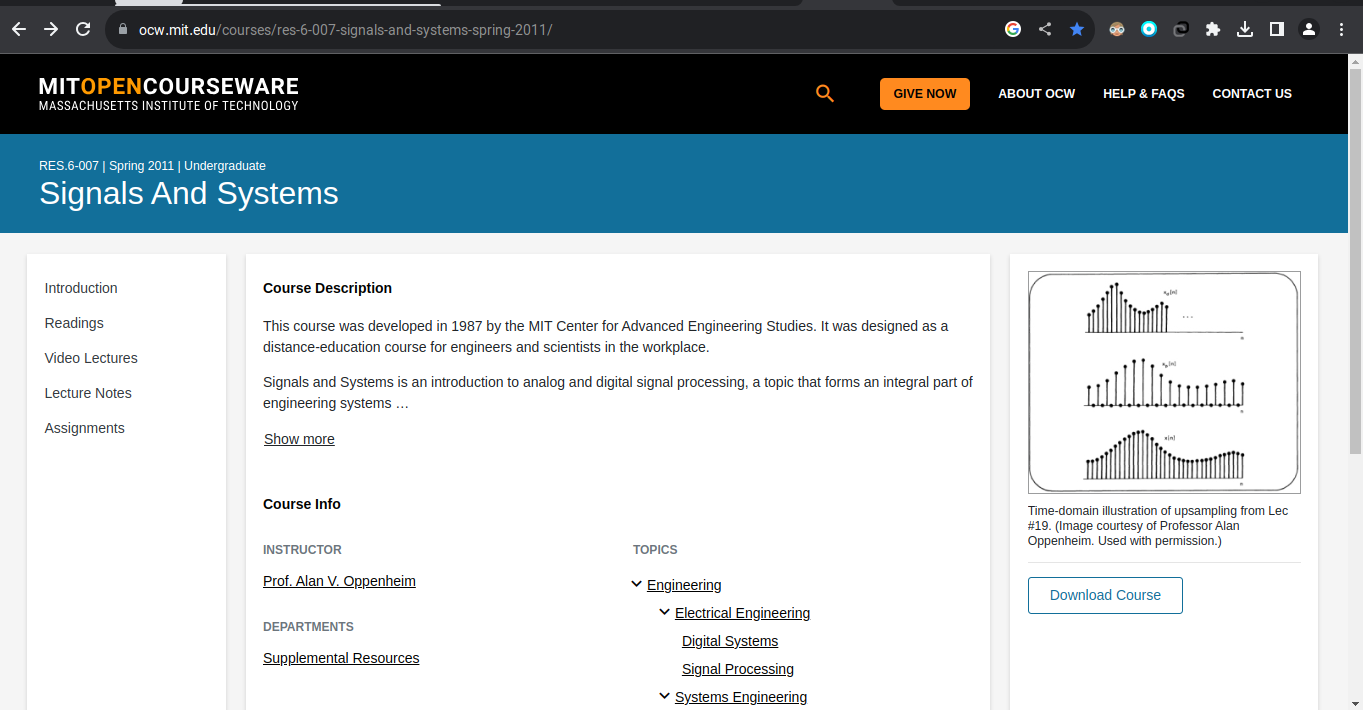 ocw.mit.edu/courses/res-6-007-signals-and-systems-spring-2011/
MITOPENCOURSEWARE
MASSACHUSETTS INSTITUTE OF TECHNOLOGY
GIVE NOW
ABOUT OCW
HELP & FAQS
CONTACT US
RES.6-007 | Spring 2011 | Undergraduate
Signals And Systems
Introduction
Readings
Video Lectures
Lecture Notes
Assignments
Course Description
This course was developed in 1987 by the MIT Center for Advanced Engineering Studies. It was designed as a
distance-education course for engineers and scientists in the workplace.
Signals and Systems is an introduction to analog and digital signal processing, a topic that forms an integral part of
engineering systems …
Show more
Course Info
INSTRUCTOR
Prof. Alan V. Oppenheim
DEPARTMENTS
Supplemental Resources
TOPICS
Engineering
Electrical Engineering
Digital Systems
Signal Processing
Systems Engineering
x[n]
Time-domain illustration of upsampling from Lec
#19. (Image courtesy of Professor Alan
Oppenheim. Used with permission.)
Download Course